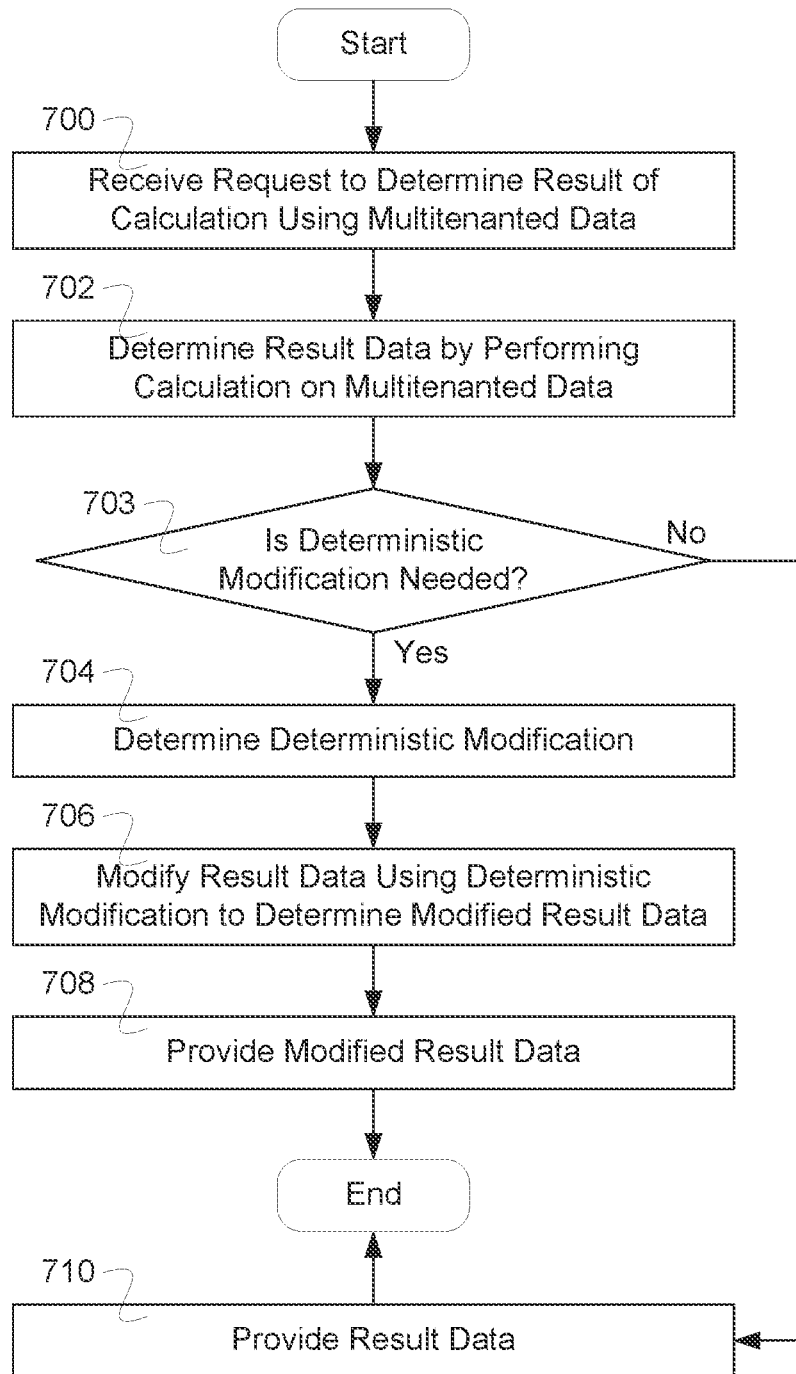 Start
700
Receive Request to Determine Result of
Calculation Using Multitenanted Data
702
Determine Result Data by Performing
Calculation on Multitenanted Data
703
Is Deterministic
Modification Needed?
No
Yes
704
Determine Deterministic Modification
706
Modify Result Data Using Deterministic
Modification to Determine Modified Result Data
708
Provide Modified Result Data
End
710
Provide Result Data